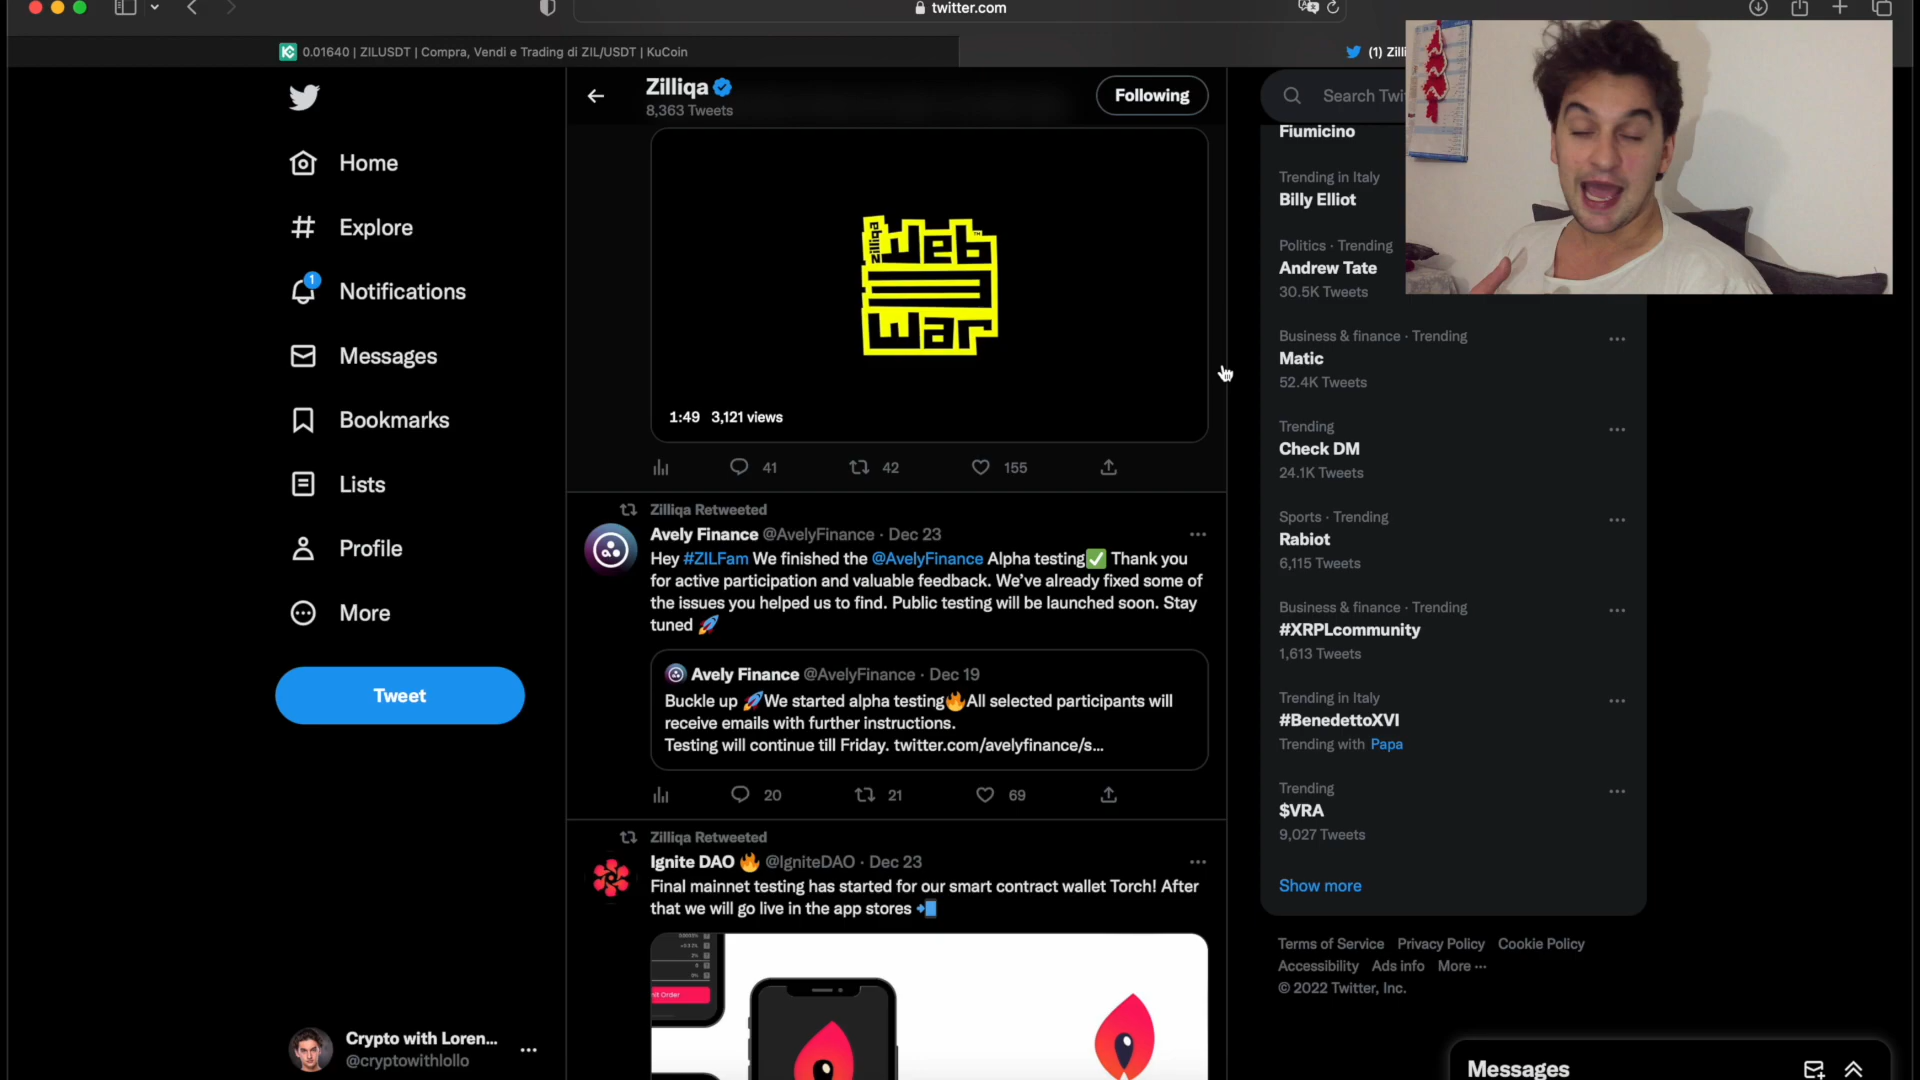 twitter.com
0.01640 | ZILUSDT | Compra, Vendi e Trading di ZIL/USDT | KuCoin
(1) Zilli
Home
Explore
1
Notifications
Messages
Bookmarks
Lists
Profile
More
Tweet
Crypto with Loren...
@cryptowithlollo
Zilliqa
8,363 Tweets
Following
zilliqa
Web
War
1:49 3,121 views
41 42 155
Zilliqa Retweeted
Avely Finance @AvelyFinance · Dec 23
Hey #ZILFam We finished the @AvelyFinance Alpha testing✅ Thank you
for active participation and valuable feedback. We've already fixed some of
the issues you helped us to find. Public testing will be launched soon. Stay
tuned 🚀
Avely Finance @AvelyFinance · Dec 19
Buckle up 🚀We started alpha testing🔥All selected participants will
receive emails with further instructions.
Testing will continue till Friday. twitter.com/avelyfinance/s...
20 21 69
Zilliqa Retweeted
Ignite DAO 🔥 @IgniteDAO · Dec 23
Final mainnet testing has started for our smart contract wallet Torch! After
that we will go live in the app stores 📲
Search Twi
Fiumicino
Trending in Italy
Billy Elliot
Politics · Trending
Andrew Tate
30.5K Tweets
Business & finance · Trending
Matic
52.4K Tweets
Trending
Check DM
24.1K Tweets
Sports · Trending
Rabiot
6,115 Tweets
Business & finance · Trending
#XRPLcommunity
1,613 Tweets
Trending in Italy
#BenedettoXVI
Trending with Papa
Trending
$VRA
9,027 Tweets
Show more
Terms of Service Privacy Policy Cookie Policy
Accessibility Ads info More ···
© 2022 Twitter, Inc.
Messages